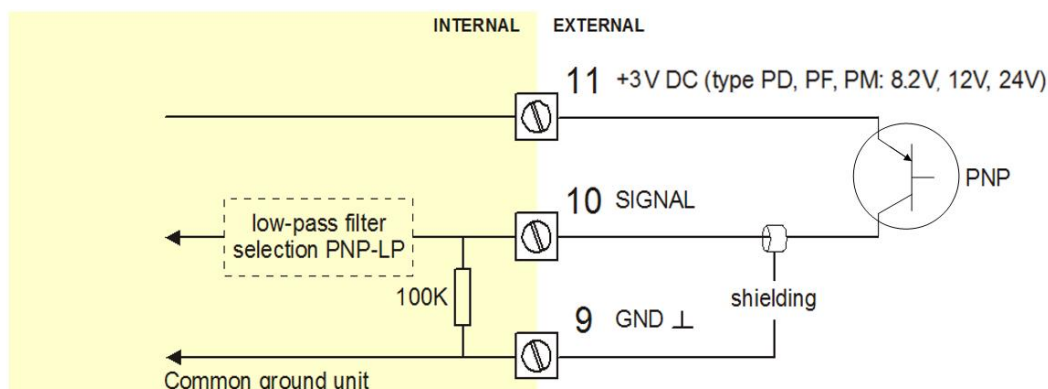 INTERNAL EXTERNAL
11 +3V DC (type PD, PF, PM: 8.2V, 12V, 24V)
PNP
10 SIGNAL
low-pass filter
selection PNP-LP
100K
shielding
9 GND ⊥
Common ground unit